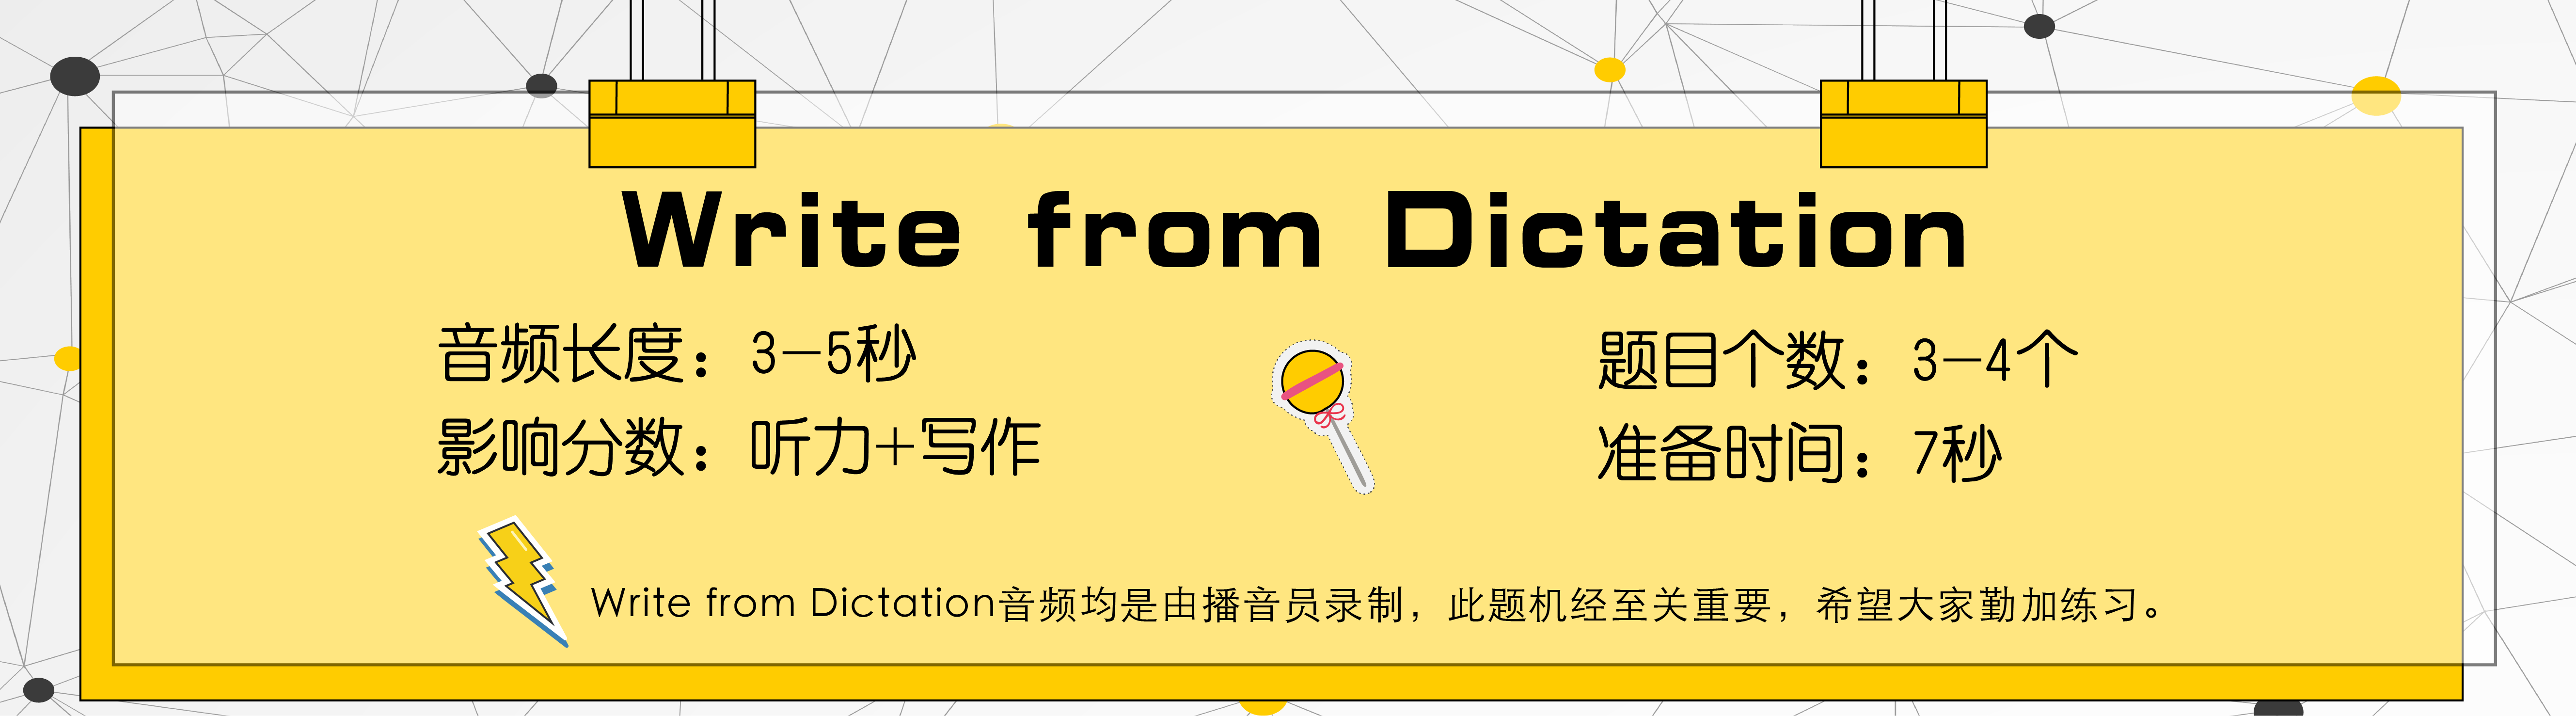 Write from Dictation
音频长度：3—5秒
题目个数：3—4个
影响分数：听力+写作
准备时间：7秒
Write from Dictation音频均是由播音员录制，此题机经至关重要，希望大家勤加练习。